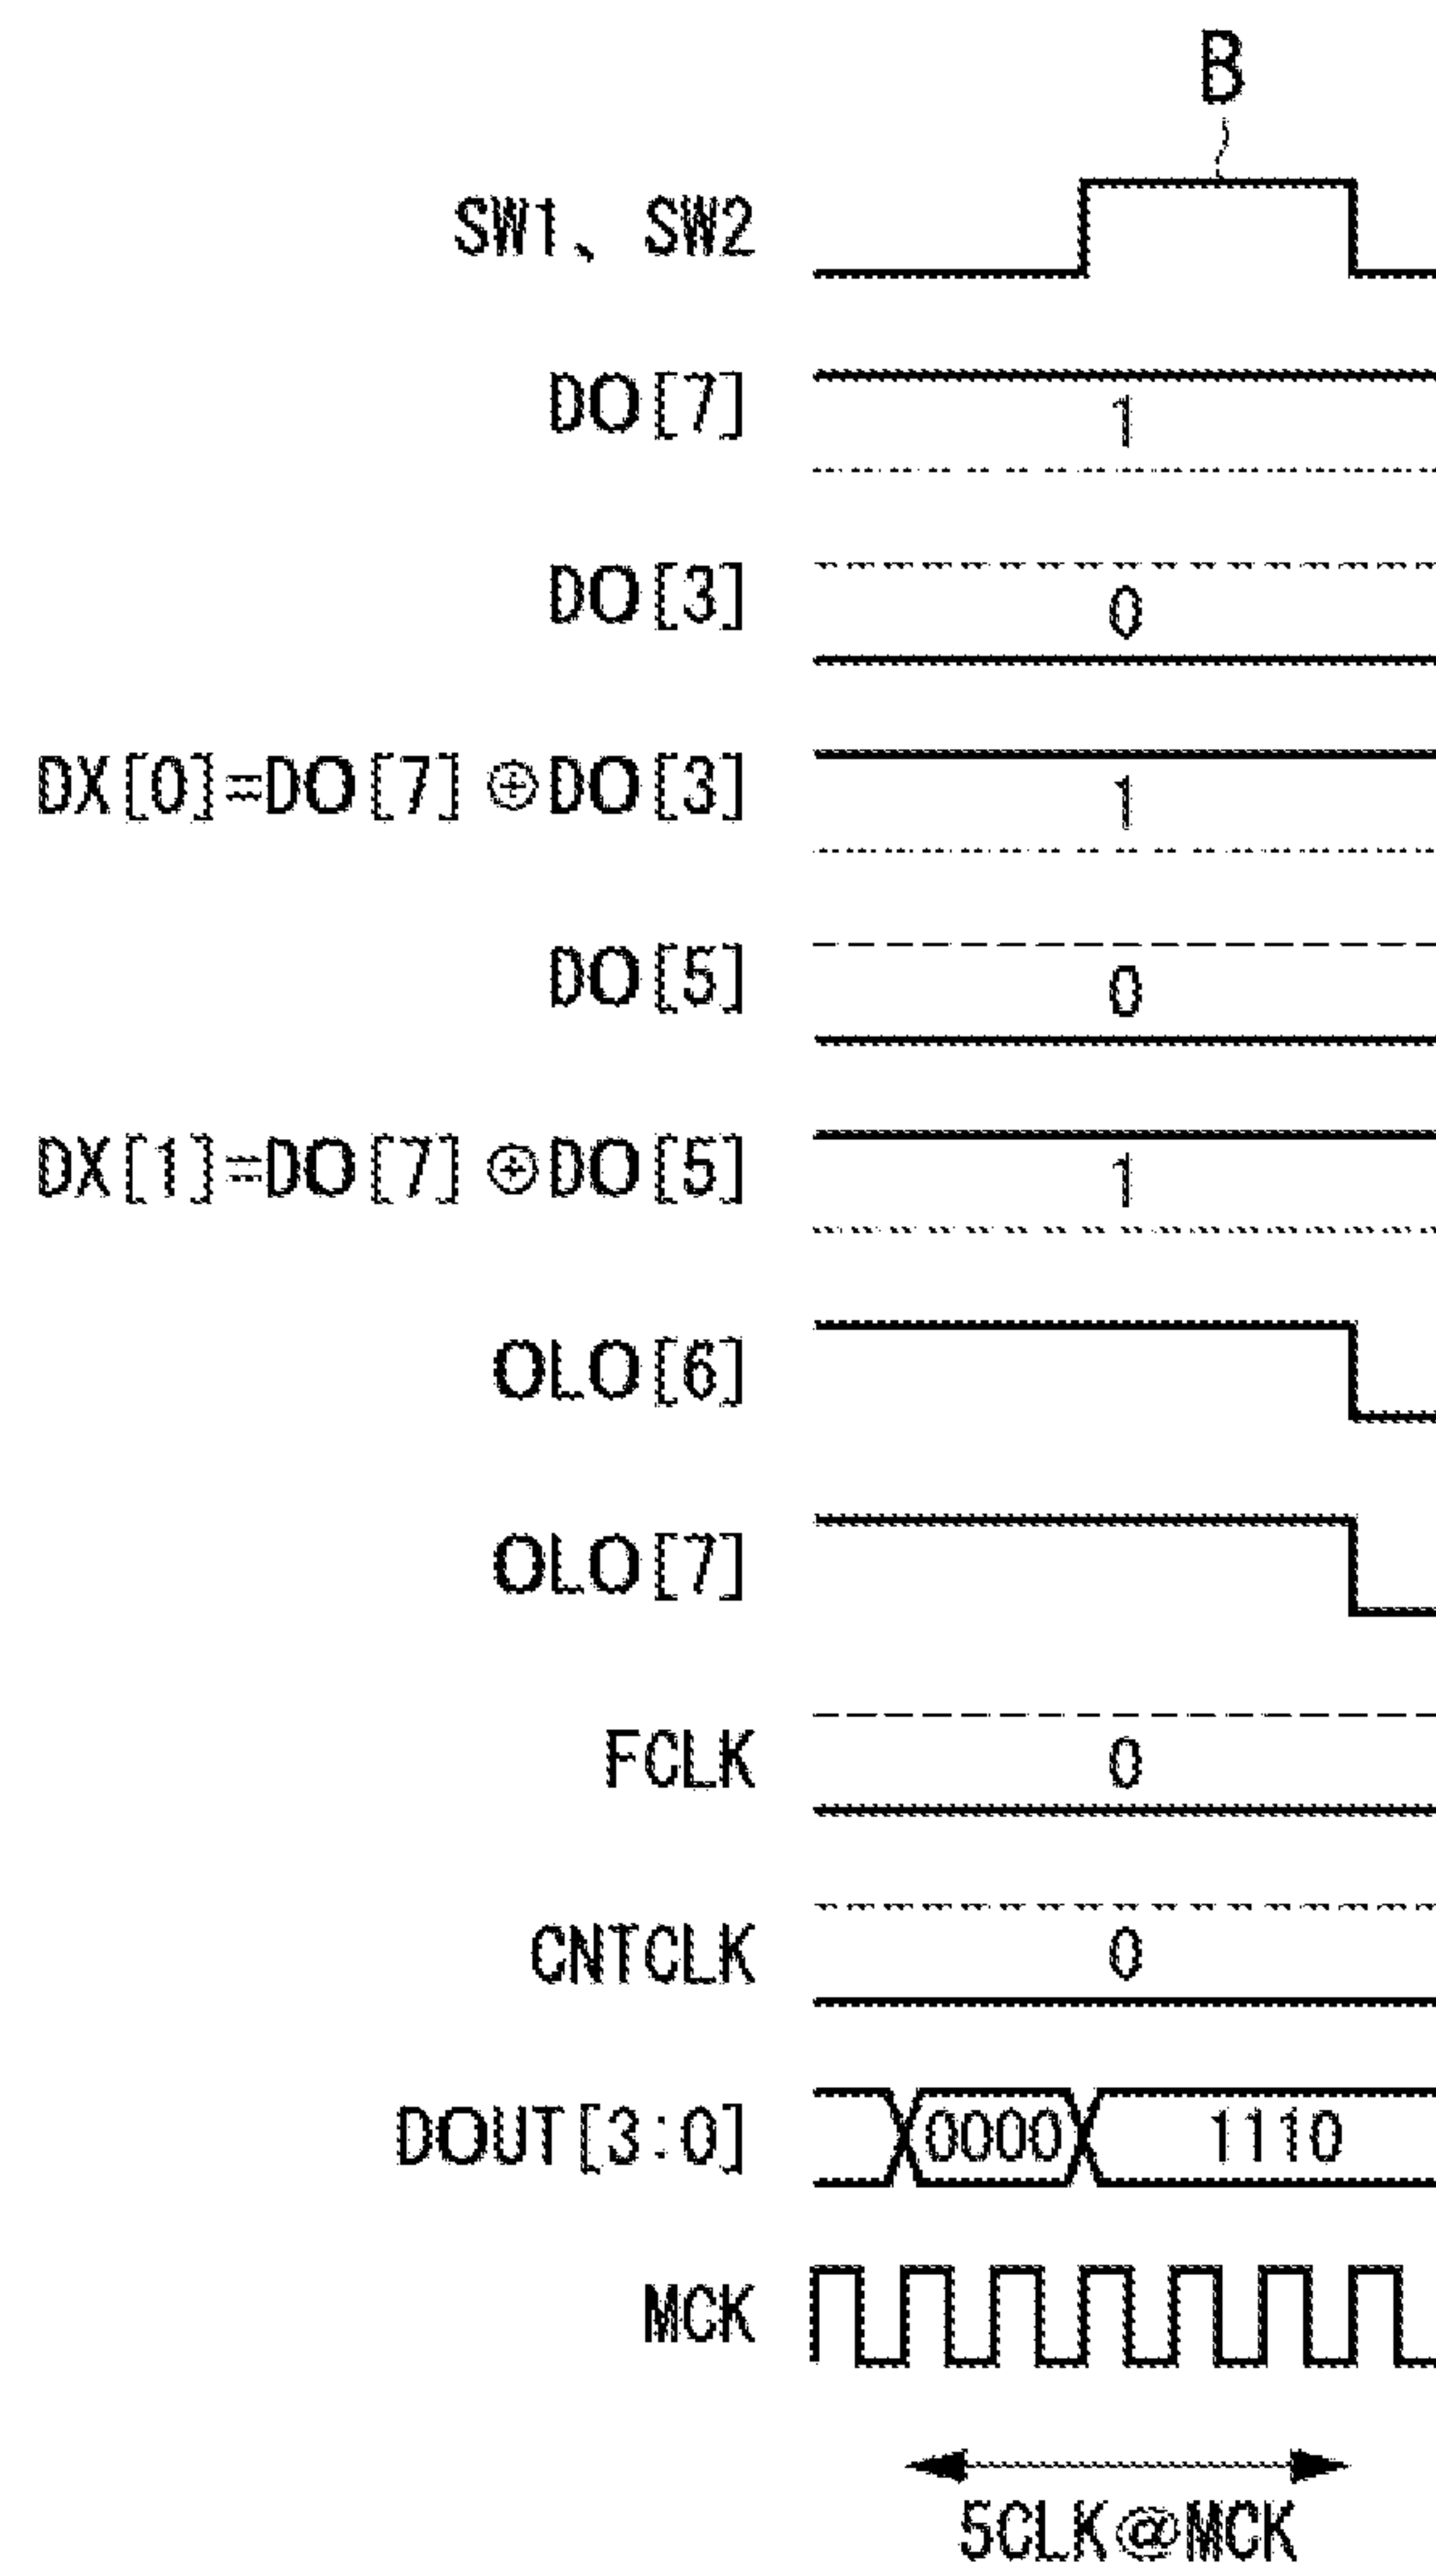 B
SW1、SW2
DO[7] 1
DO[3] 0
DX[0]=DO[7]⊕DO[3] 1
DO[5] 0
DX[1]=DO[7]⊕DO[5] 1
OLO[6]
OLO[7]
FCLK 0
CNTCLK 0
DOUT[3:0] 0000 1110
MCK
5CLK@MCK